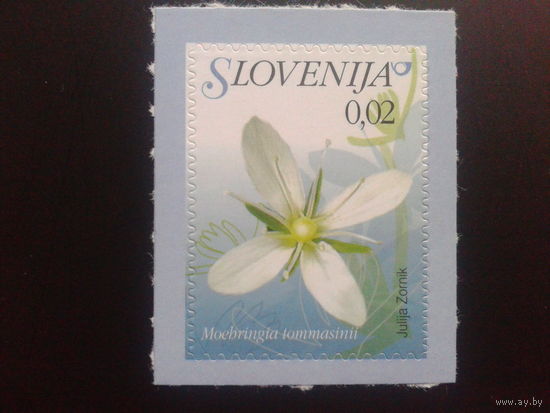 SLOVENIJA
0,02
Moehringia tommasinii
Julija Zornik
www.ay.by